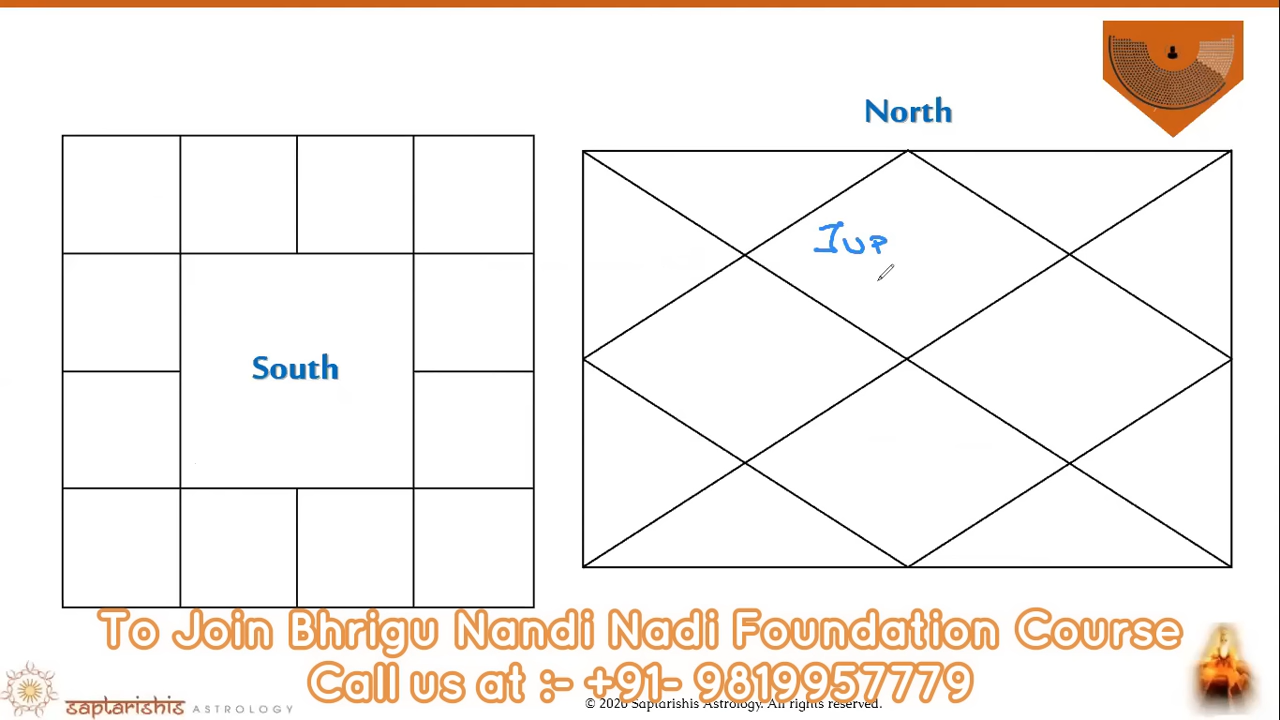 North
Jup
South
To Join Bhrigu Nandi Nadi Foundation Course
Call us at :- +91- 9819957779
saptarishis ASTROLOGY
© 2020 Saptarishis Astrology. All rights reserved.